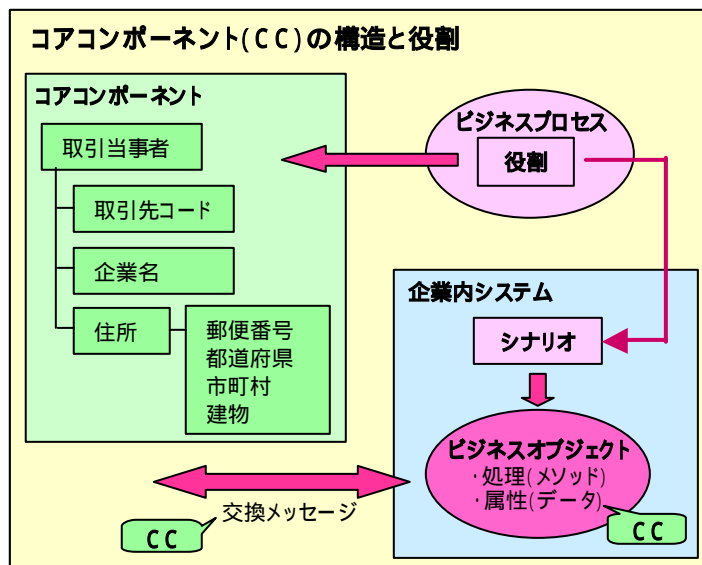 コアコンポーネント(CC)の構造と役割
コアコンポーネント
取引当事者
取引先コード
企業名
住所
郵便番号
都道府県
市町村
建物
ビジネスプロセス
役割
企業内システム
シナリオ
ビジネスオブジェクト
・処理(メソッド)
・属性(データ)
CC
交換メッセージ
CC